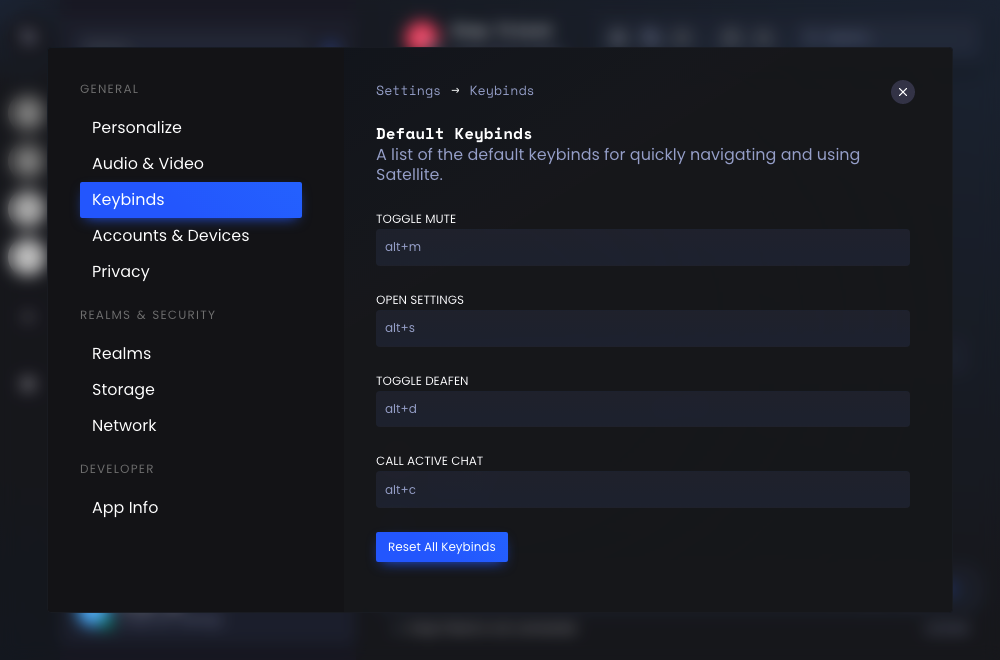 GENERAL
Personalize
Audio & Video
Keybinds
Accounts & Devices
Privacy
REALMS & SECURITY
Realms
Storage
Network
DEVELOPER
App Info
Settings → Keybinds
Default Keybinds
A list of the default keybinds for quickly navigating and using
Satellite.
TOGGLE MUTE
alt+m
OPEN SETTINGS
alt+s
TOGGLE DEAFEN
alt+d
CALL ACTIVE CHAT
alt+c
Reset All Keybinds